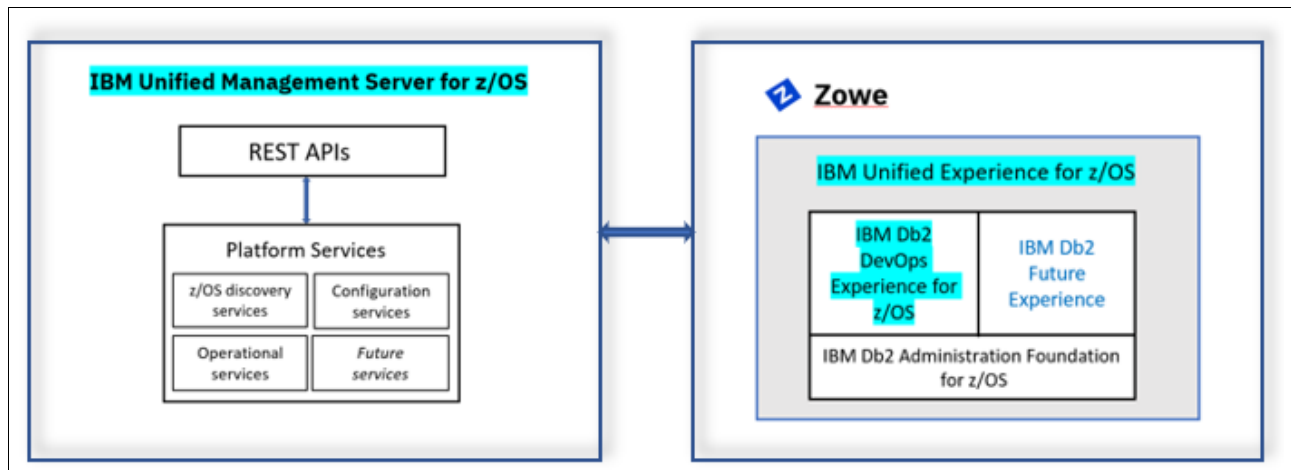 IBM Unified Management Server for z/OS
REST APIs
Platform Services
z/OS discovery
services
Configuration
services
Operational
services
Future
services
Z
Zowe
IBM Unified Experience for z/OS
IBM Db2
DevOps
Experience for
z/OS
IBM Db2
Future
Experience
IBM Db2 Administration Foundation
for z/OS